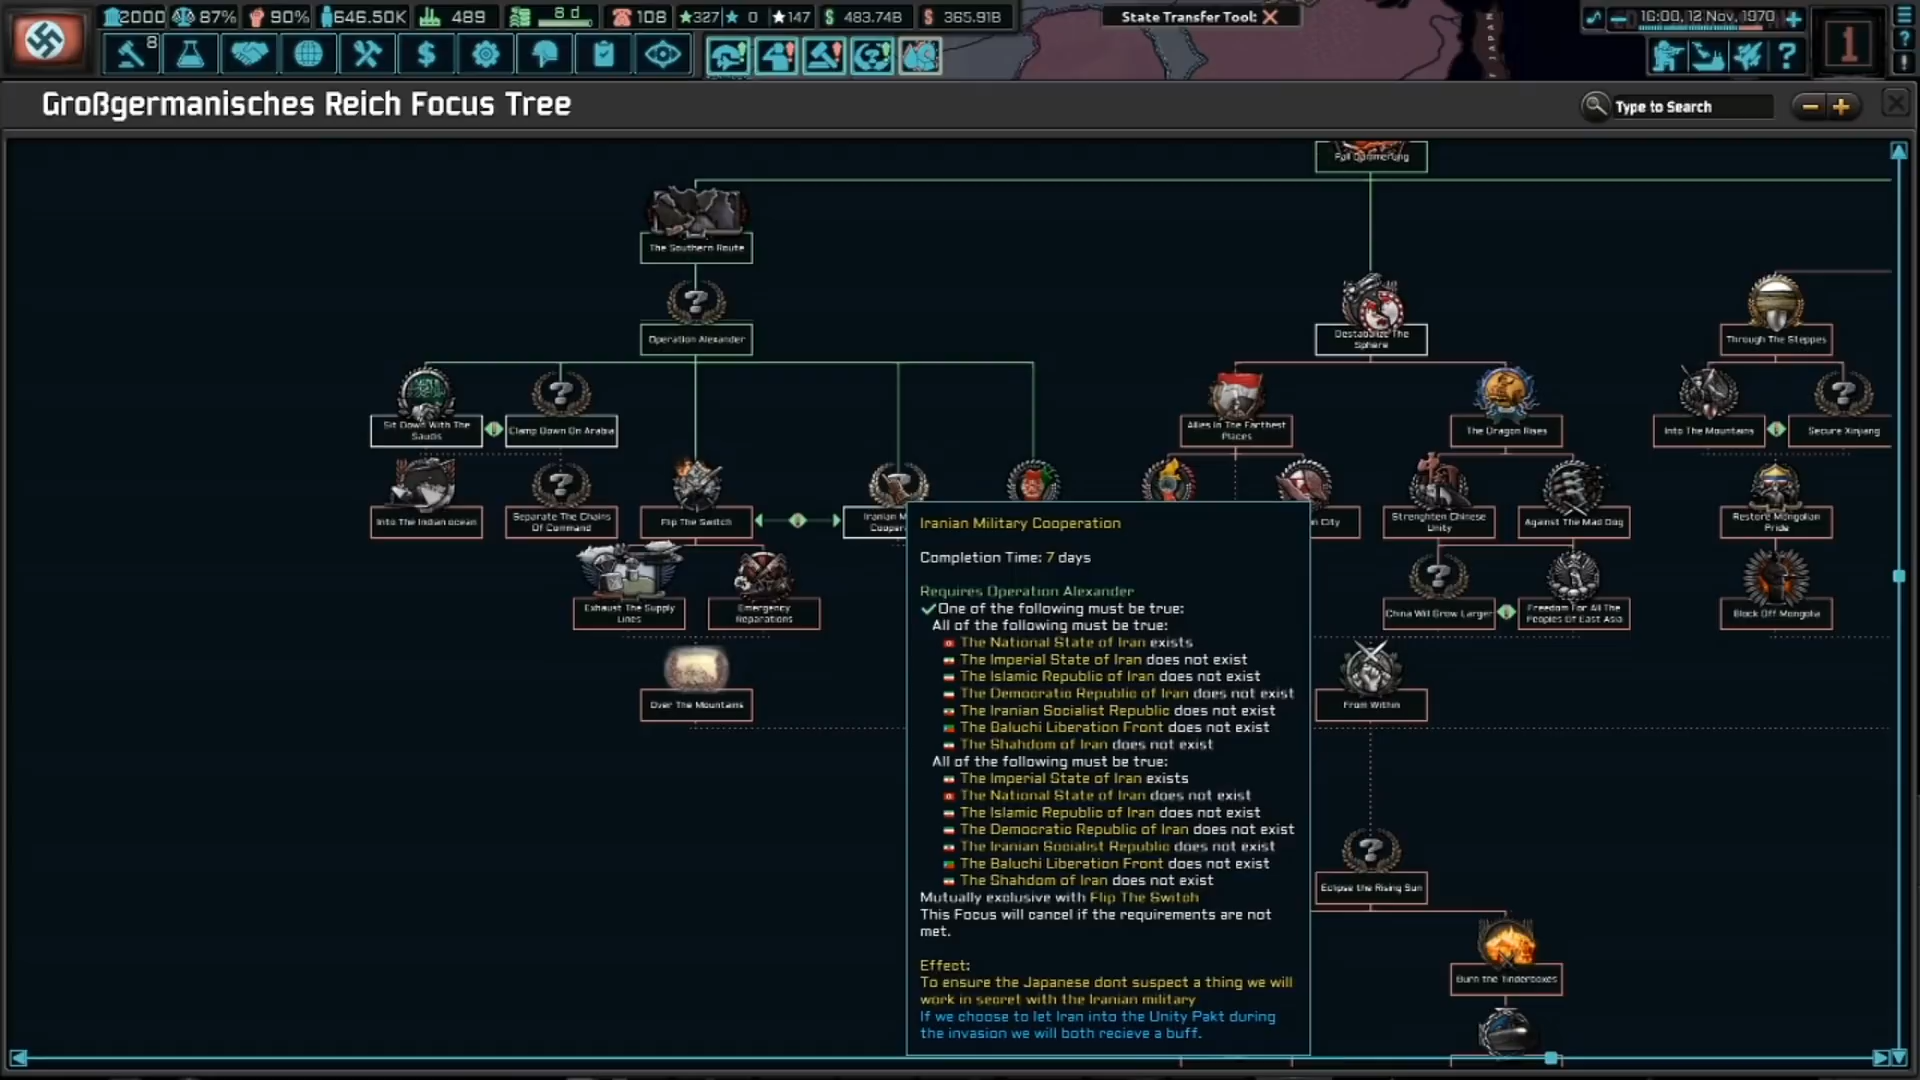 2000 87% 90% 646.50K 489 8 d 108 327 0 147 $ 483.74B $ 365.91B
State Transfer Tool:
16:00, 12 Nov, 1970
8
1
JAPAN
Großgermanisches Reich Focus Tree
Type to Search
The Southern Route
Operation Alexander
Destabalize The
Sphere
Through The Steppes
Sit Down With The
Saudis
Clamp Down On Arabia
Allies In The Farthest
Places
The Dragon Rises
Into The Mountains
Secure Xinjiang
Into The Indian ocean
Separate The Chains
Of Command
Flip The Switch
Iranian M
Cooper
n City
Strenghten Chinese
Unity
Against The Mad Dog
Restore Mongolian
Pride
Exhaust The Supply
Lines
Emergency
Reparations
China Will Grow Larger
Freedom For All The
Peoples Of East Asia
Block Off Mongolia
Over The Mountains
From Within
Eclipse the Rising Sun
Burn the Tinderboxes
Iranian Military Cooperation
Completion Time: 7 days
Requires Operation Alexander
One of the following must be true:
All of the following must be true:
The National State of Iran exists
The Imperial State of Iran does not exist
The Islamic Republic of Iran does not exist
The Democratic Republic of Iran does not exist
The Iranian Socialist Republic does not exist
The Baluchi Liberation Front does not exist
The Shahdom of Iran does not exist
All of the following must be true:
The Imperial State of Iran exists
The National State of Iran does not exist
The Islamic Republic of Iran does not exist
The Democratic Republic of Iran does not exist
The Iranian Socialist Republic does not exist
The Baluchi Liberation Front does not exist
The Shahdom of Iran does not exist
Mutually exclusive with Flip The Switch
This Focus will cancel if the requirements are not
met.
Effect:
To ensure the Japanese dont suspect a thing we will
work in secret with the Iranian military
If we choose to let Iran into the Unity Pakt during
the invasion we will both recieve a buff.